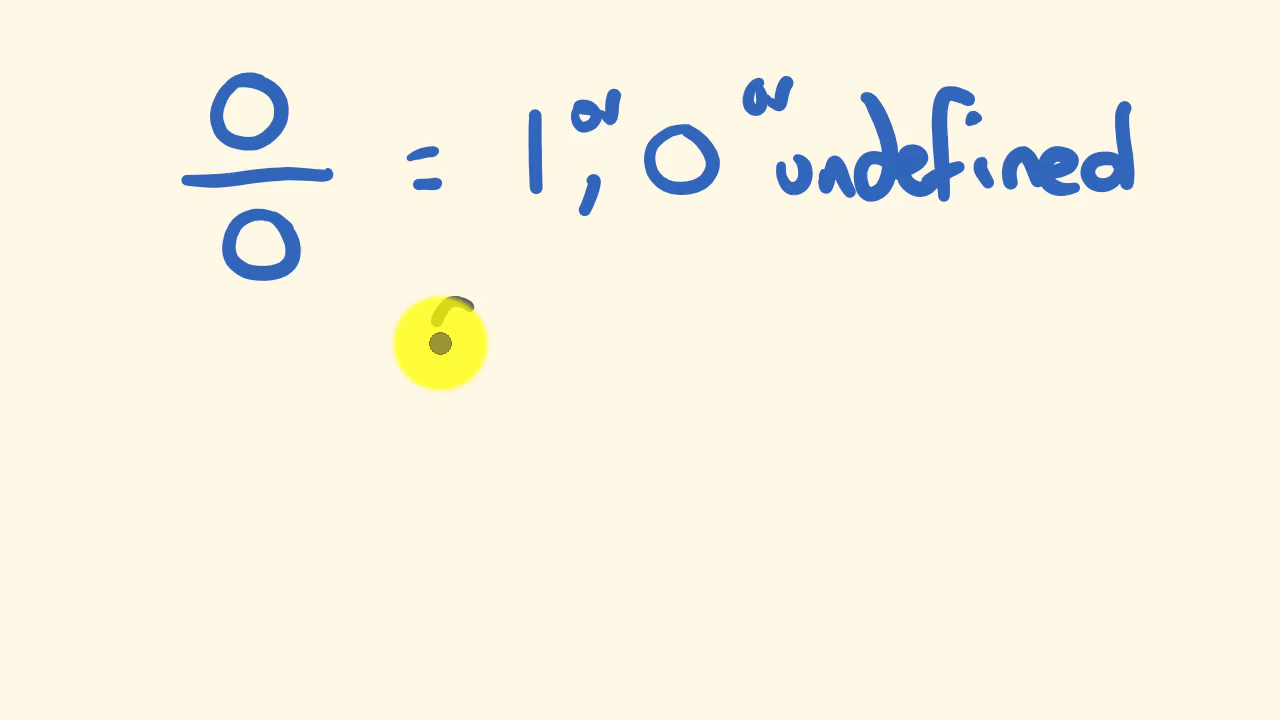 0/0 = 1, or 0 or undefined